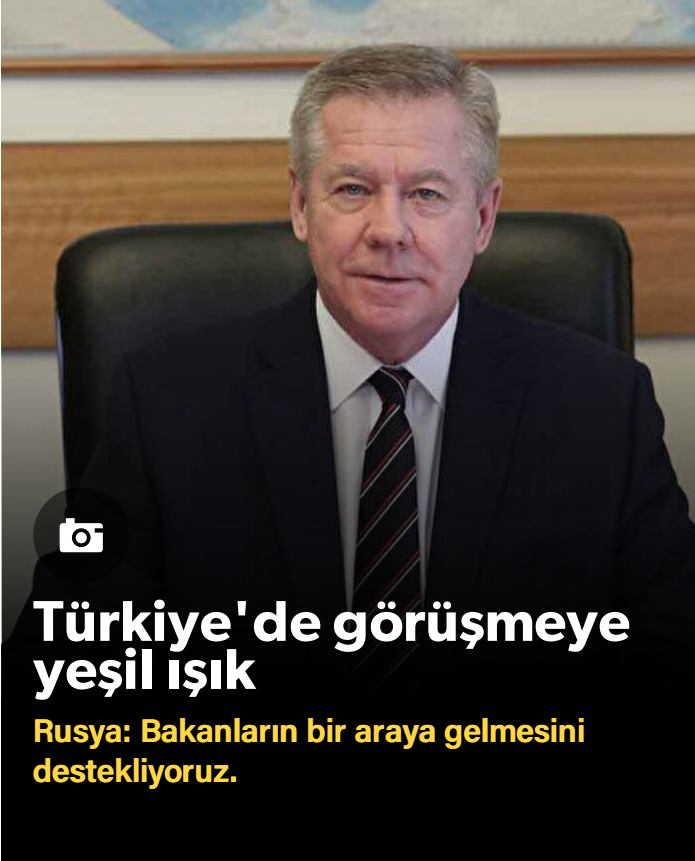 Türkiye'de görüşmeye
yeşil ışık
Rusya: Bakanların bir araya gelmesini
destekliyoruz.